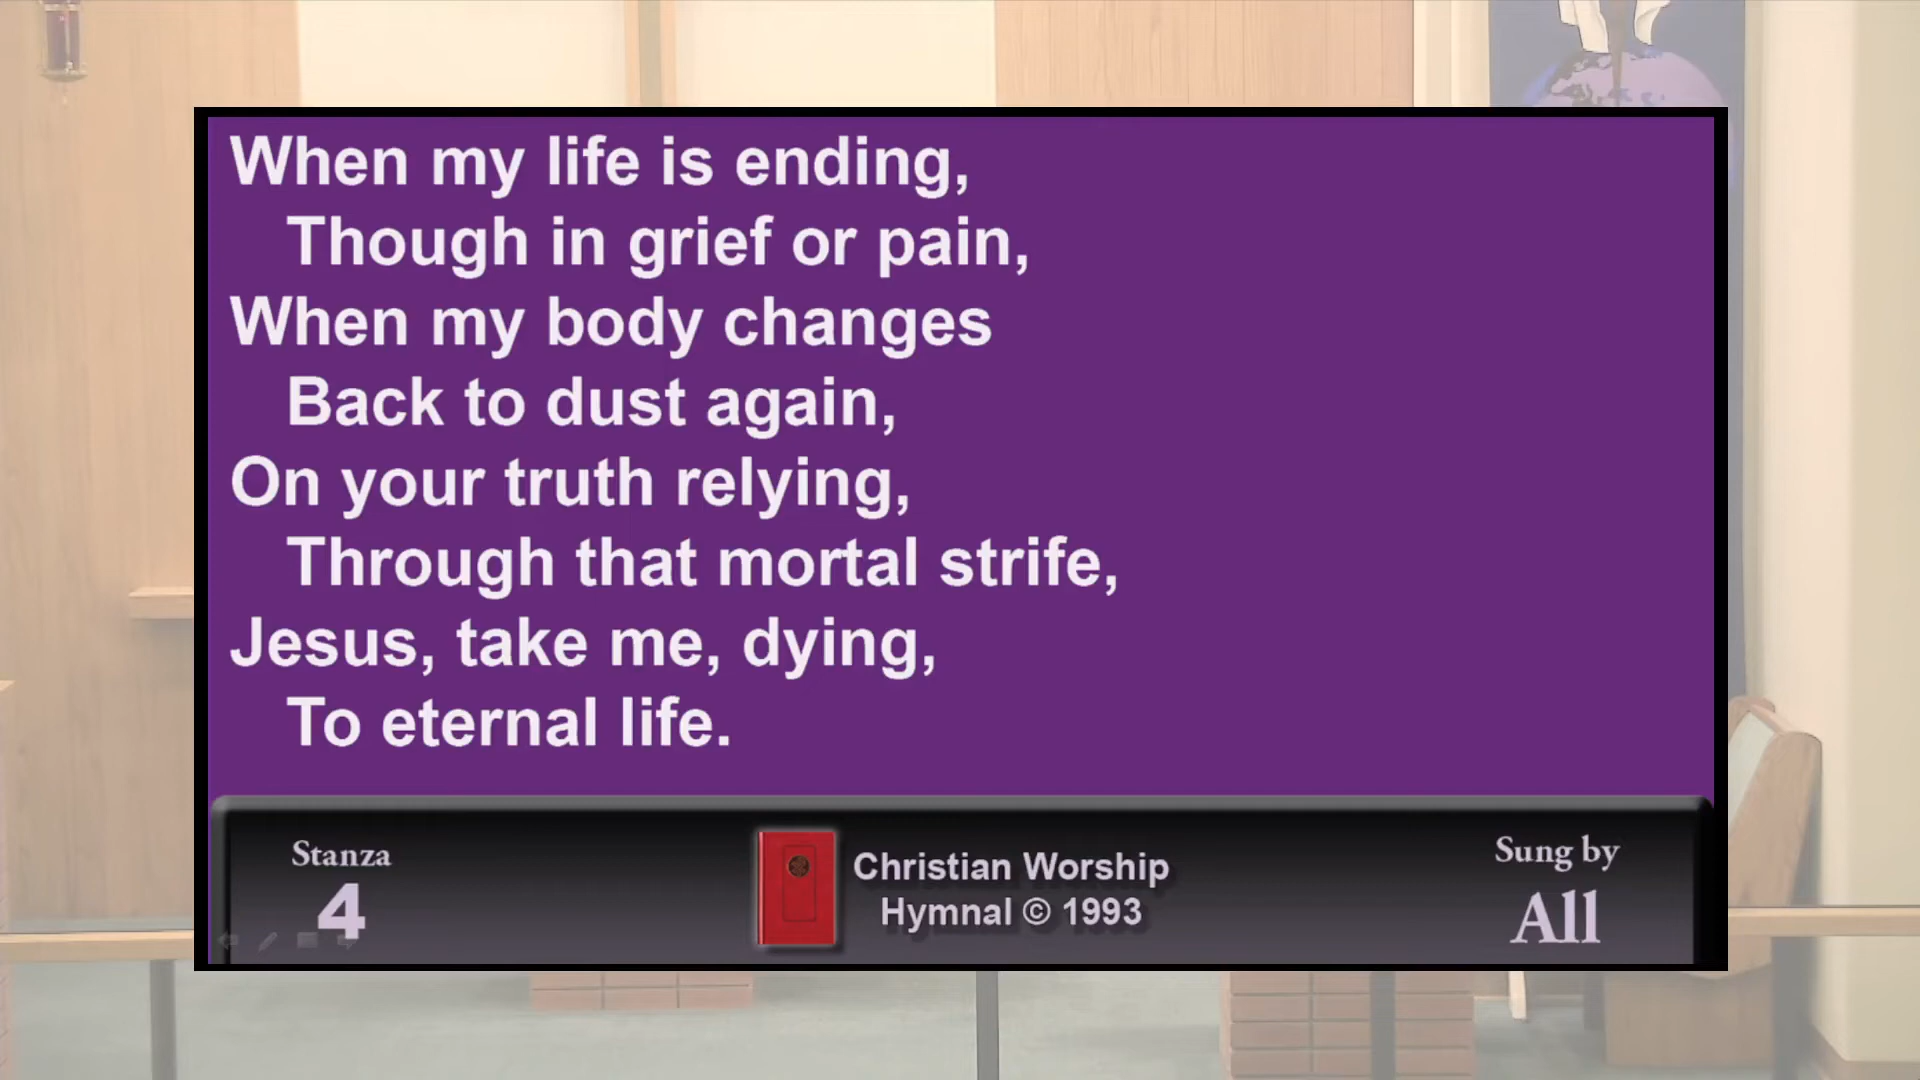 When my life is ending,
Though in grief or pain,
When my body changes
Back to dust again,
On your truth relying,
Through that mortal strife,
Jesus, take me, dying,
To eternal life.
Stanza
4
Christian Worship
Hymnal © 1993
Sung by
All